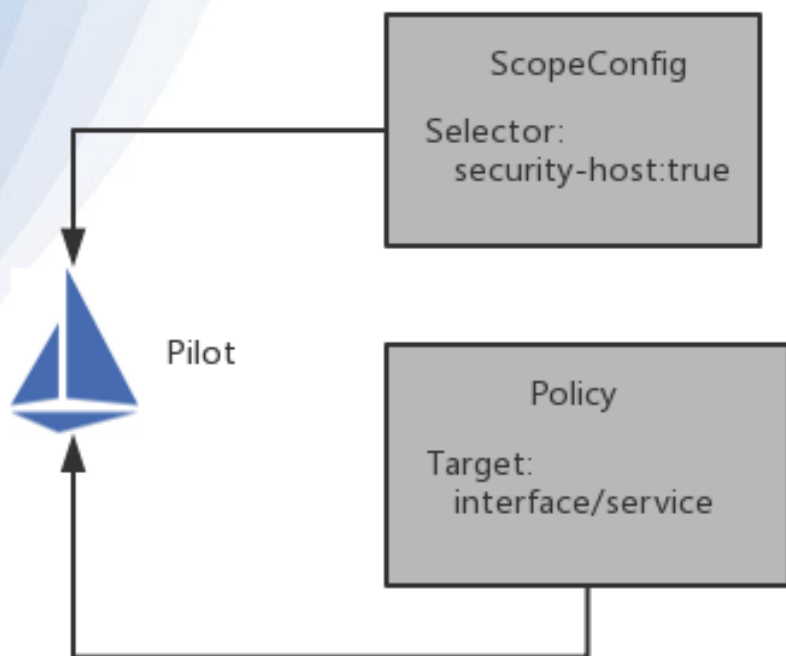 ScopeConfig
Selector:
security-host:true
Pilot
Policy
Target:
interface/service